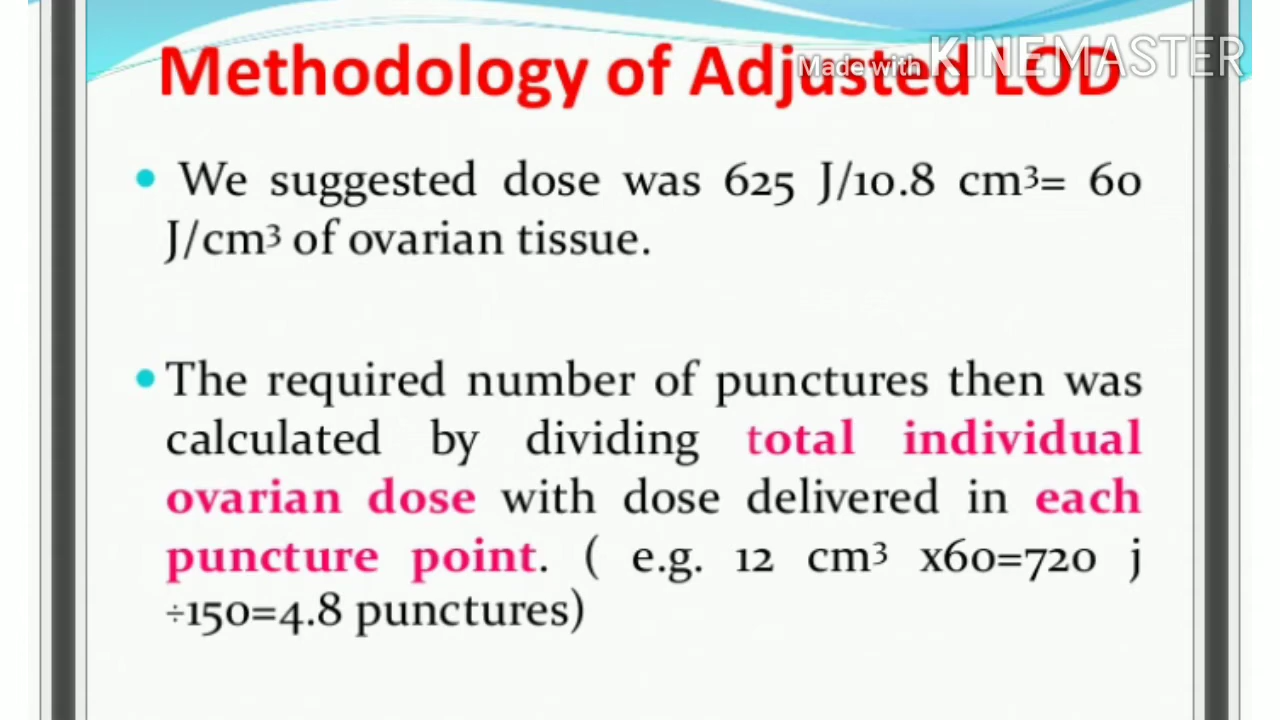 Methodology of Adjusted LOD
Made with KINEMASTER
• We suggested dose was 625 J/10.8 cm³= 60
J/cm³ of ovarian tissue.
• The required number of punctures then was
calculated by dividing total individual
ovarian dose with dose delivered in each
puncture point. ( e.g. 12 cm³ x60=720 j
÷150=4.8 punctures)